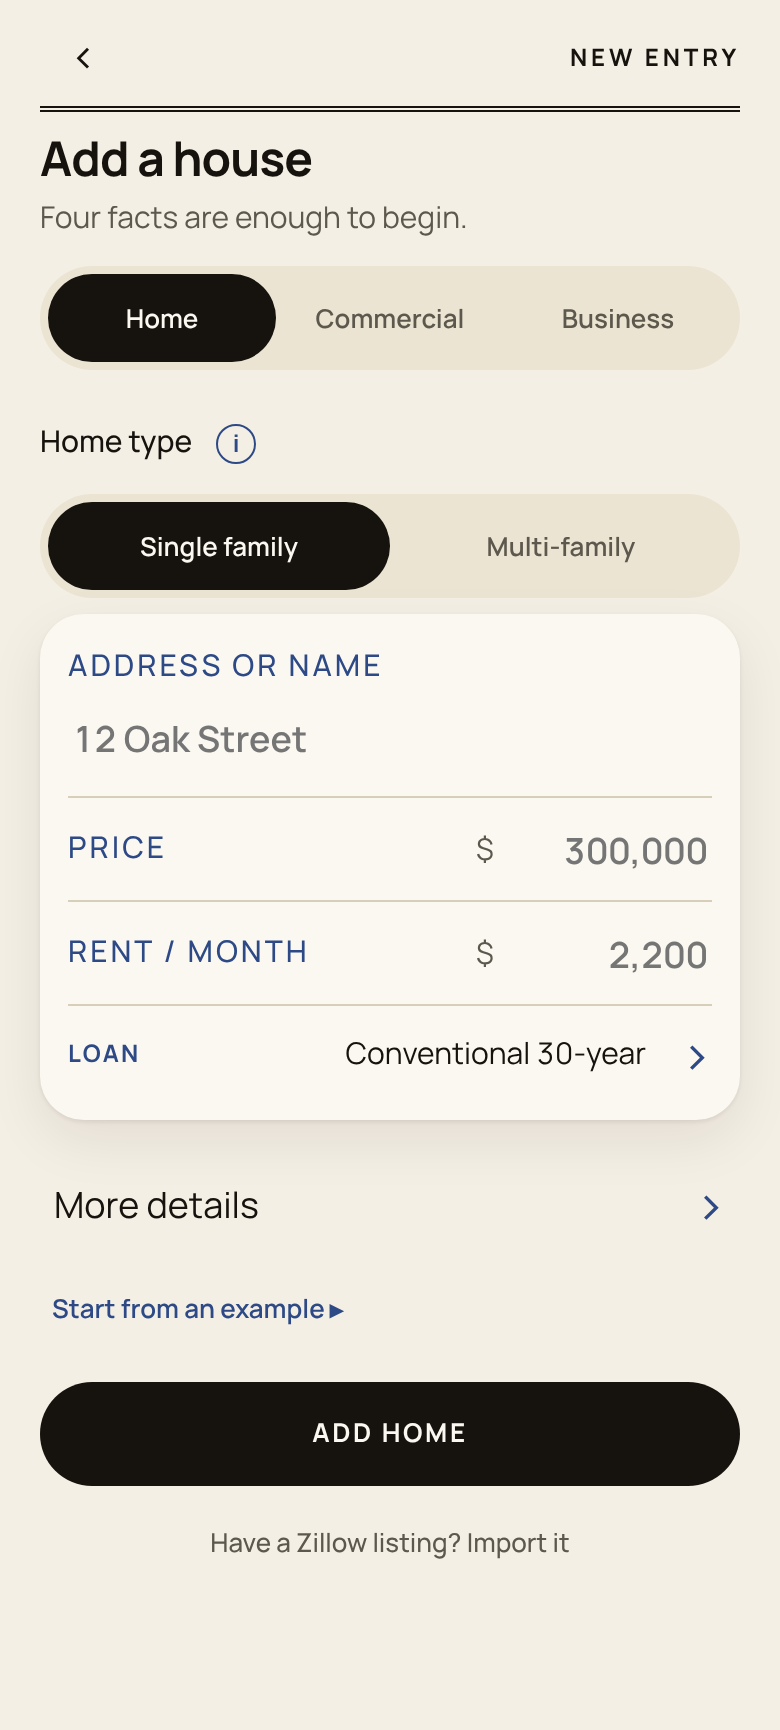 NEW ENTRY
Add a house
Four facts are enough to begin.
Home Commercial Business
Home type i
Single family Multi-family
ADDRESS OR NAME
12 Oak Street
PRICE $ 300,000
RENT / MONTH $ 2,200
LOAN Conventional 30-year
More details
Start from an example ▸
ADD HOME
Have a Zillow listing? Import it